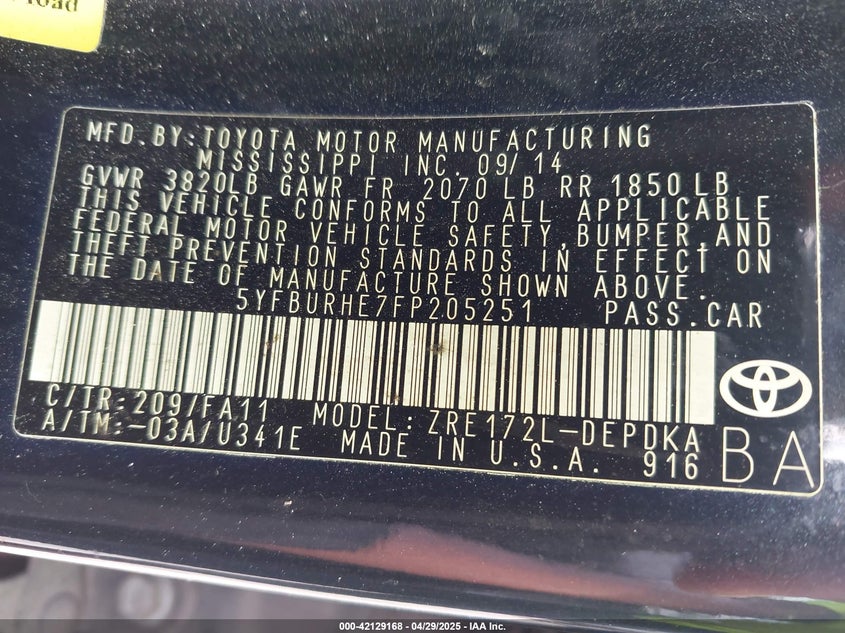 load
MFD.BY:TOYOTA MOTOR MANUFACTURING
MISSISSIPPI INC. 09/14
GVWR 3820LB GAWR FR 2070 LB RR 1850LB
THIS VEHICLE CONFORMS TO ALL APPLICABLE
FEDERAL MOTOR VEHICLE SAFETY,BUMPER,AND
THEFT PREVENTION STANDARDS IN EFFECT ON
THE DATE OF MANUFACTURE SHOWN ABOVE.
5YFBURHE7FP205251 PASS.CAR
C/TR:209/FA11 MODEL:ZRE172L-DEPDKA
A/TM:-03A/U341E MADE IN U.S.A. 916
BA
000-42129168 - 04/29/2025 - IAA Inc.